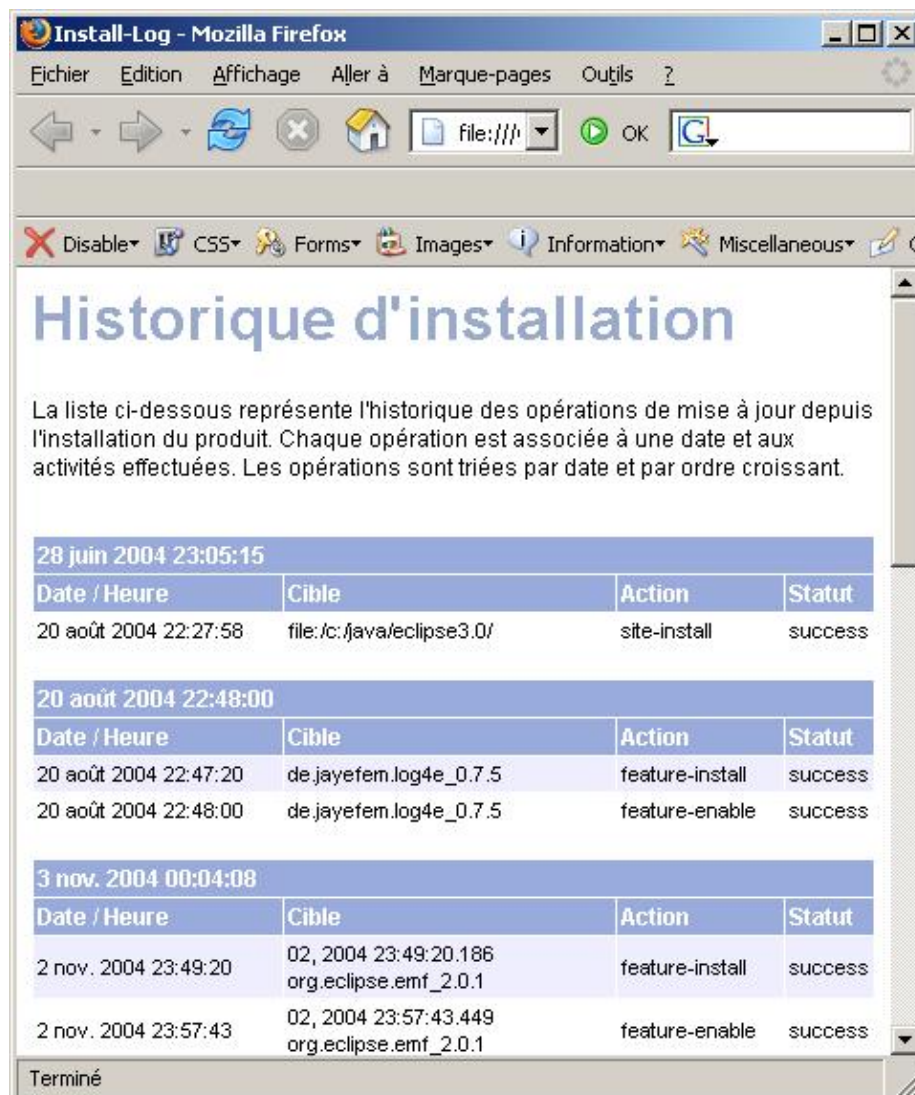 Install-Log - Mozilla Firefox
Fichier Edition Affichage Aller à Marque-pages Outils ?
file:/// OK G
Disable CSS Forms Images Information Miscellaneous
Historique d'installation
La liste ci-dessous représente l'historique des opérations de mise à jour depuis
l'installation du produit. Chaque opération est associée à une date et aux
activités effectuées. Les opérations sont triées par date et par ordre croissant.
28 juin 2004 23:05:15
Date / Heure Cible Action Statut
20 août 2004 22:27:58 file:/c:/java/eclipse3.0/ site-install success
20 août 2004 22:48:00
Date / Heure Cible Action Statut
20 août 2004 22:47:20 de.jayefem.log4e_0.7.5 feature-install success
20 août 2004 22:48:00 de.jayefem.log4e_0.7.5 feature-enable success
3 nov. 2004 00:04:08
Date / Heure Cible Action Statut
2 nov. 2004 23:49:20 02, 2004 23:49:20.186 feature-install success
org.eclipse.emf_2.0.1
2 nov. 2004 23:57:43 02, 2004 23:57:43.449 feature-enable success
org.eclipse.emf_2.0.1
Terminé